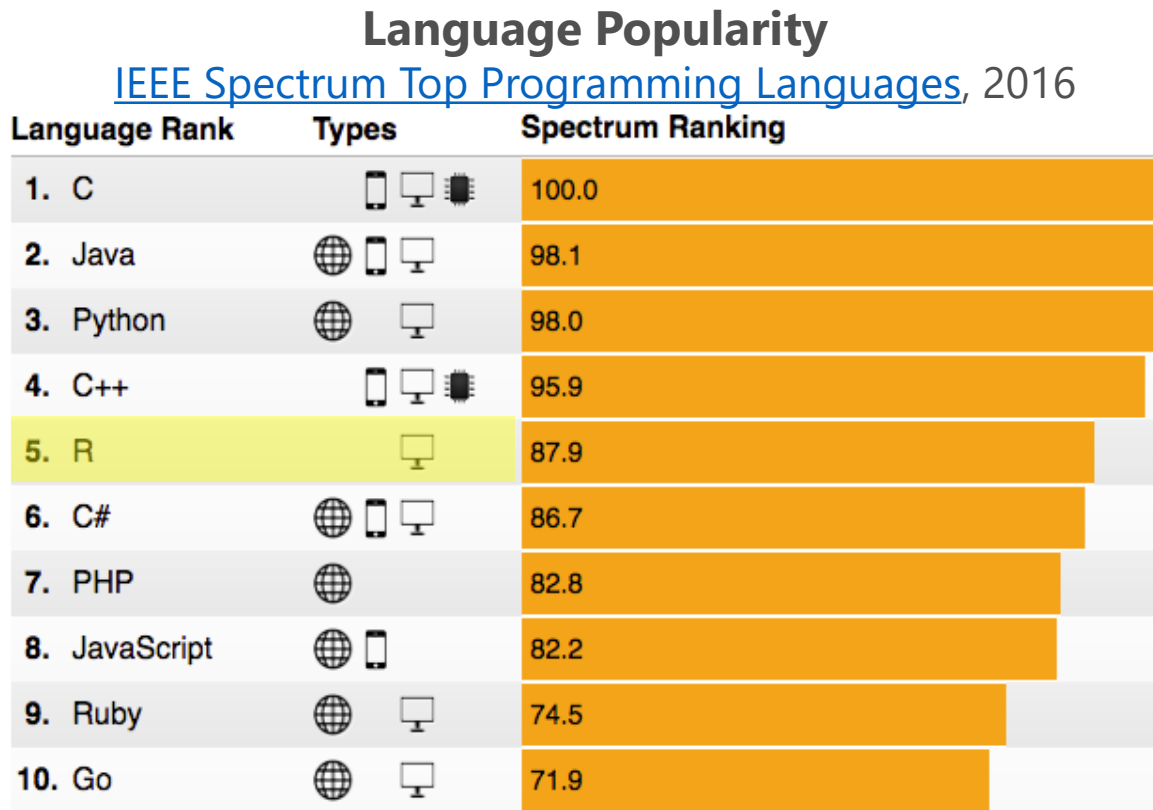 Language Popularity
IEEE Spectrum Top Programming Languages, 2016
Language Rank Types Spectrum Ranking
1. C 100.0
2. Java 98.1
3. Python 98.0
4. C++ 95.9
5. R 87.9
6. C# 86.7
7. PHP 82.8
8. JavaScript 82.2
9. Ruby 74.5
10. Go 71.9